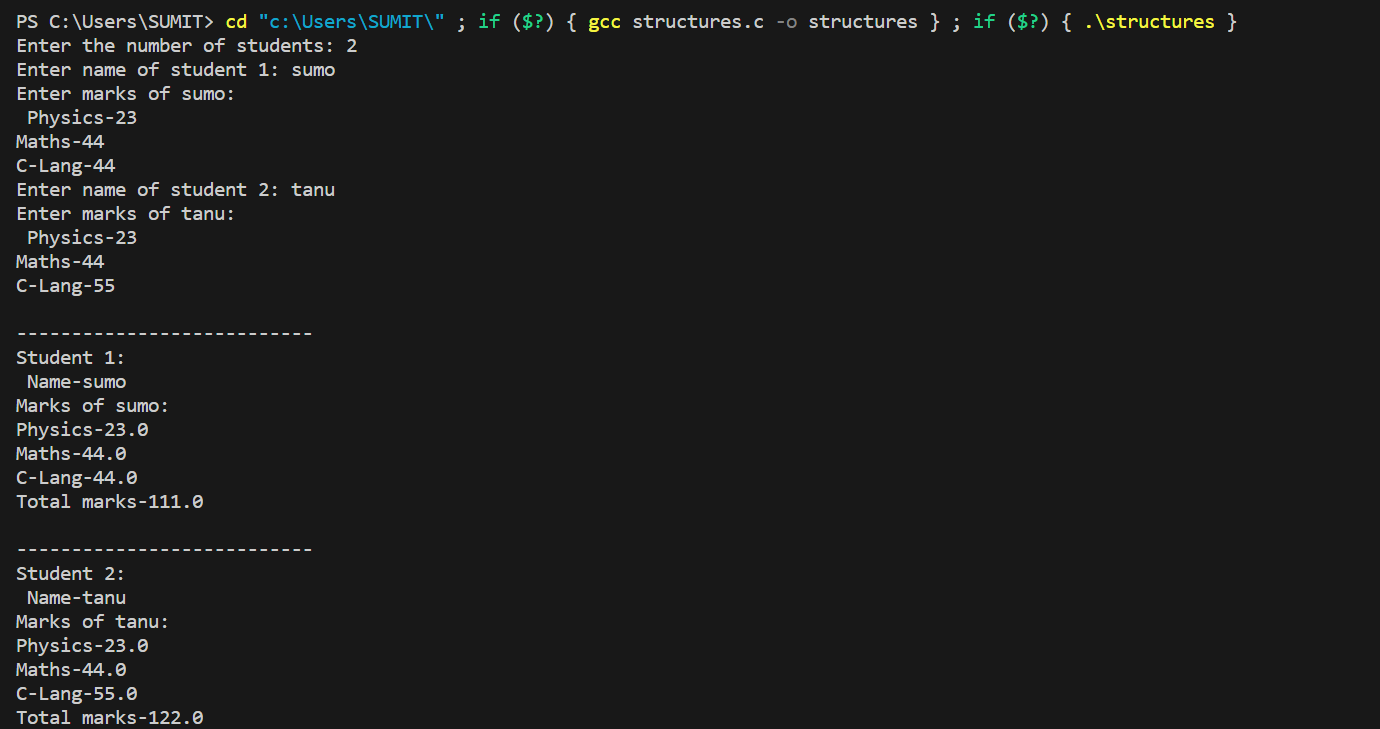 PS C:\Users\SUMIT> cd "c:\Users\SUMIT\" ; if ($?) { gcc structures.c -o structures } ; if ($?) { .\structures }
Enter the number of students: 2
Enter name of student 1: sumo
Enter marks of sumo:
 Physics-23
Maths-44
C-Lang-44
Enter name of student 2: tanu
Enter marks of tanu:
 Physics-23
Maths-44
C-Lang-55

---------------------------
Student 1:
 Name-sumo
Marks of sumo:
Physics-23.0
Maths-44.0
C-Lang-44.0
Total marks-111.0

---------------------------
Student 2:
 Name-tanu
Marks of tanu:
Physics-23.0
Maths-44.0
C-Lang-55.0
Total marks-122.0